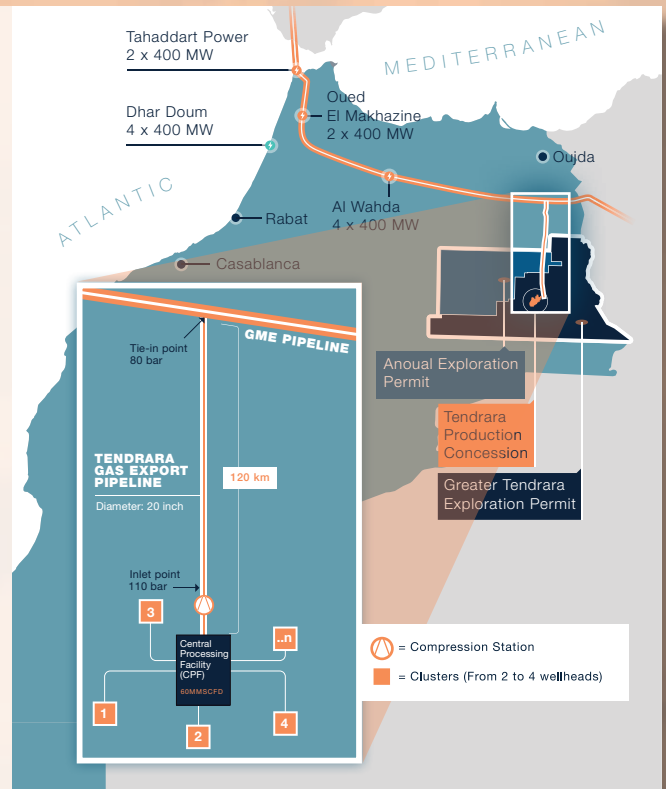 Tahaddart Power
2 x 400 MW
MEDITERRANEAN
Dhar Doum
4 x 400 MW
Oued
El Makhazine
2 x 400 MW
Oujda
ATLANTIC
Rabat
Al Wahda
4 x 400 MW
Casablanca
GME PIPELINE
Tie-in point
80 bar
TENDRARA
GAS EXPORT
PIPELINE
Diameter: 20 inch
120 km
Inlet point
110 bar
3
..n
Central
Processing
Facility
(CPF)
60MMSCFD
1
2
4
Anoual Exploration
Permit
Tendrara
Production
Concession
Greater Tendrara
Exploration Permit
= Compression Station
= Clusters (From 2 to 4 wellheads)